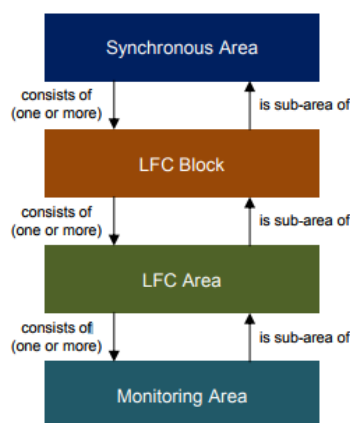 Synchronous Area
consists of
(one or more)
is sub-area of
LFC Block
consists of
(one or more)
is sub-area of
LFC Area
consists of
(one or more)
is sub-area of
Monitoring Area